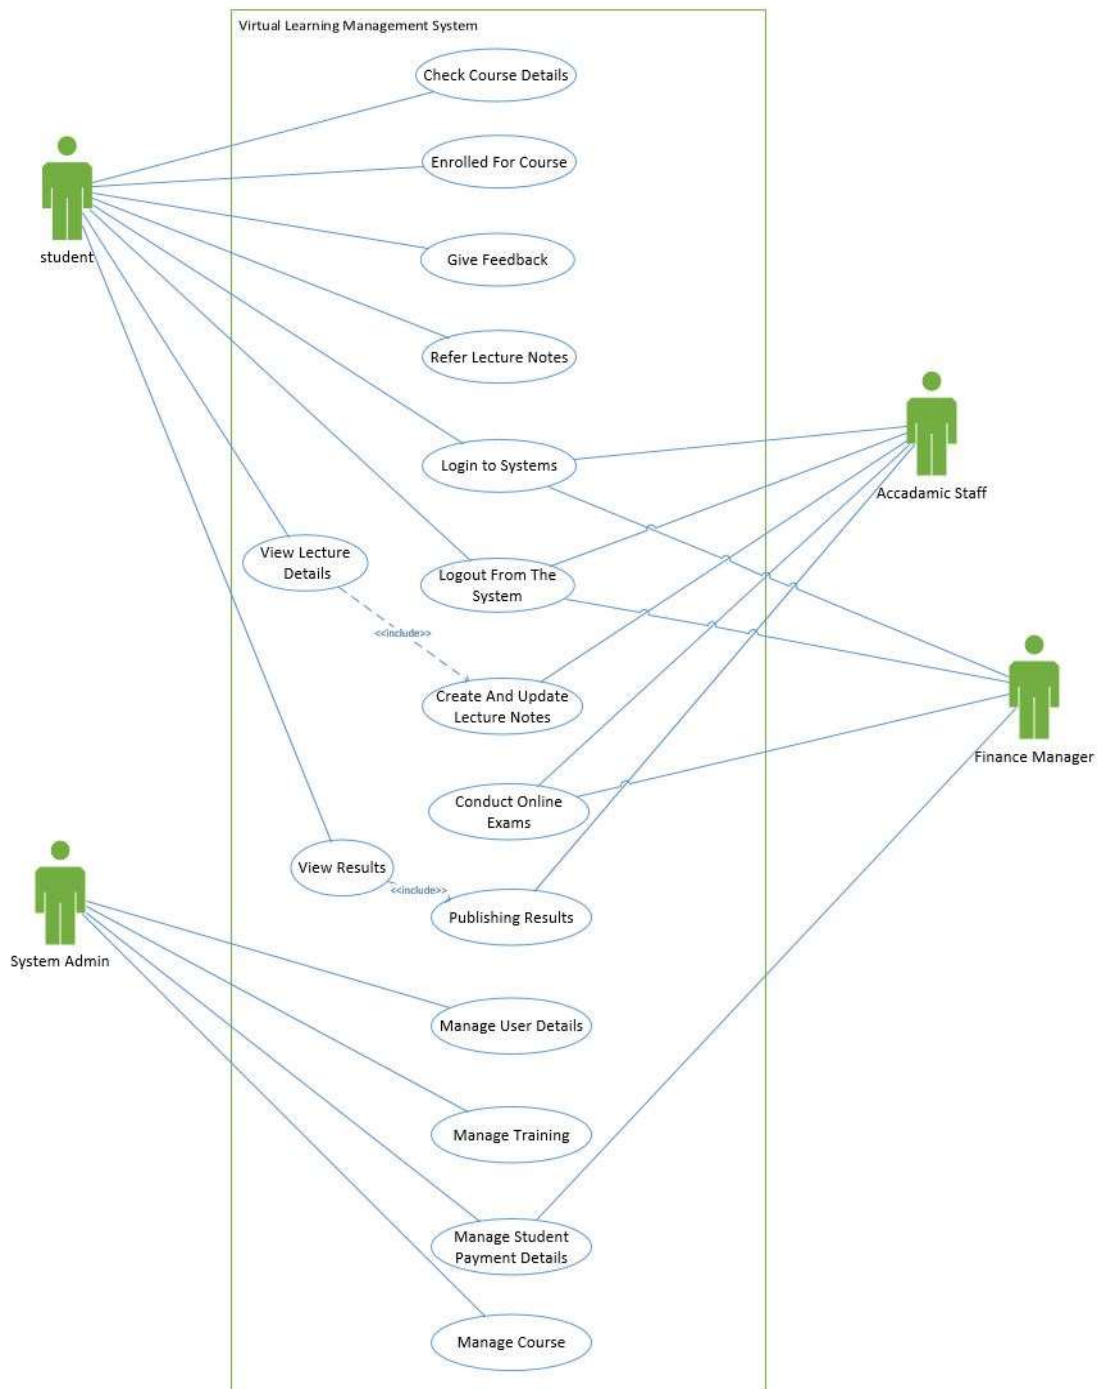 Virtual Learning Management System
Check Course Details
Enrolled For Course
student
Give Feedback
Refer Lecture Notes
Login to Systems
Accadamic Staff
View Lecture
Details
Logout From The
System
<<include>>
Create And Update
Lecture Notes
Finance Manager
Conduct Online
Exams
View Results
<<include>>
Publishing Results
System Admin
Manage User Details
Manage Training
Manage Student
Payment Details
Manage Course